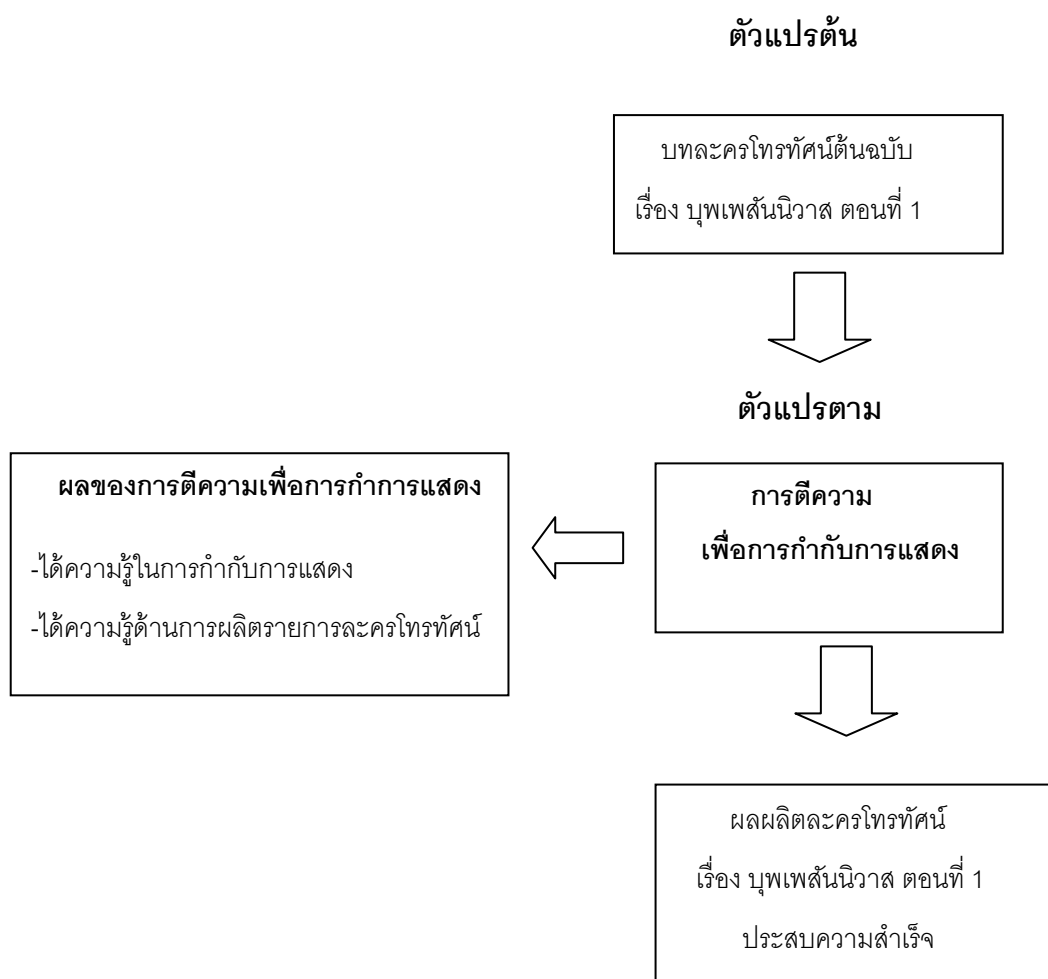 ตัวแปรต้น
บทละครโทรทัศน์ต้นฉบับ
เรื่อง บุพเพสันนิวาส ตอนที่ 1
ตัวแปรตาม
ผลของการตีความเพื่อการกำการแสดง
-ได้ความรู้ในการกำกับการแสดง
-ได้ความรู้ด้านการผลิตรายการละครโทรทัศน์
การตีความ
เพื่อการกำกับการแสดง
ผลผลิตละครโทรทัศน์
เรื่อง บุพเพสันนิวาส ตอนที่ 1
ประสบความสำเร็จ